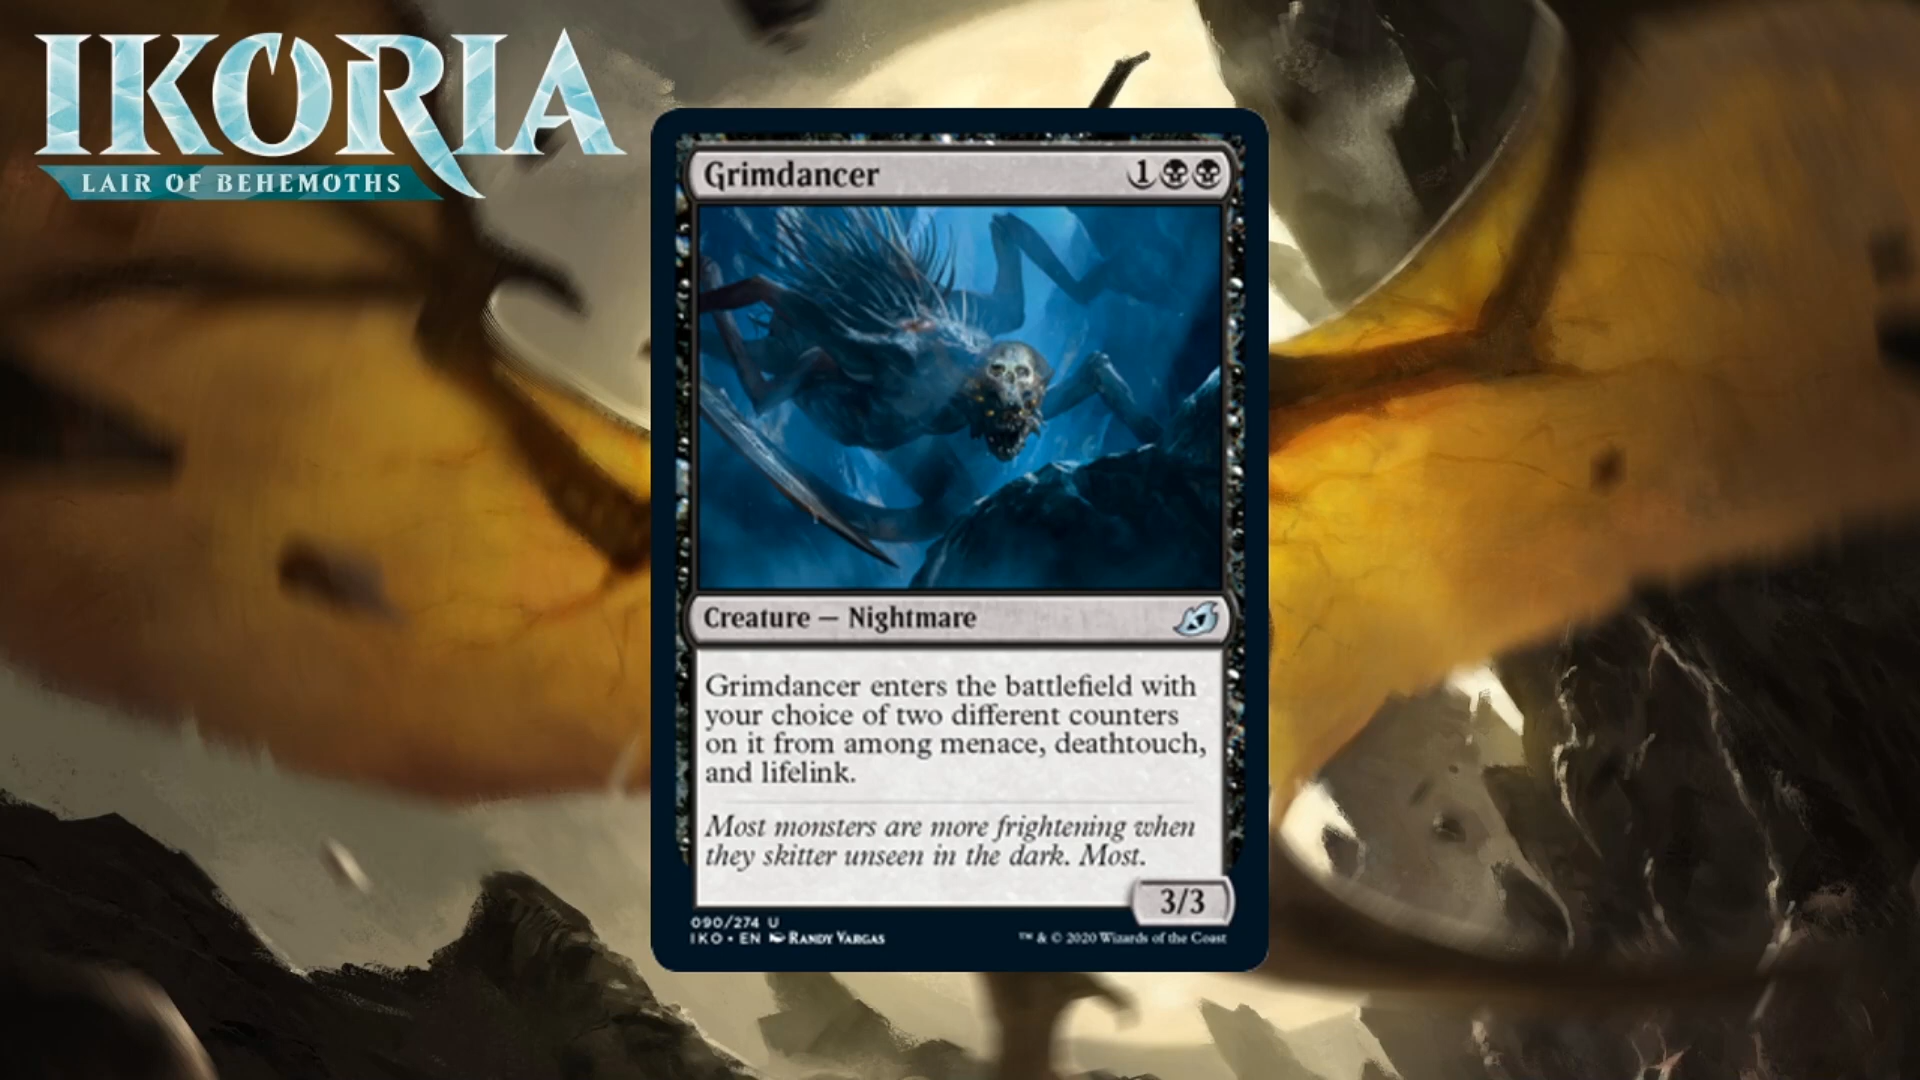 IKORIA
LAIR OF BEHEMOTHS
Grimdancer
1
Creature — Nightmare
Grimdancer enters the battlefield with
your choice of two different counters
on it from among menace, deathtouch,
and lifelink.
Most monsters are more frightening when
they skitter unseen in the dark. Most.
3/3
090/274 U
IKO • EN RANDY VARGAS
™ & © 2020 Wizards of the Coast